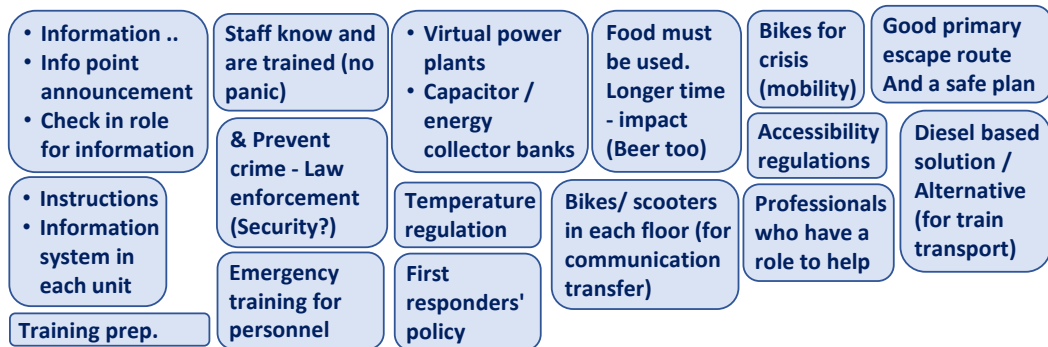 • Information ..
• Info point
announcement
• Check in role
for information
• Instructions
• Information
system in
each unit
Training prep.
Staff know and
are trained (no
panic)
& Prevent
crime - Law
enforcement
(Security?)
Emergency
training for
personnel
• Virtual power
plants
• Capacitor /
energy
collector banks
Temperature
regulation
First
responders'
policy
Food must
be used.
Longer time
- impact
(Beer too)
Bikes/ scooters
in each floor (for
communication
transfer)
Bikes for
crisis
(mobility)
Accessibility
regulations
Professionals
who have a
role to help
Good primary
escape route
And a safe plan
Diesel based
solution /
Alternative
(for train
transport)